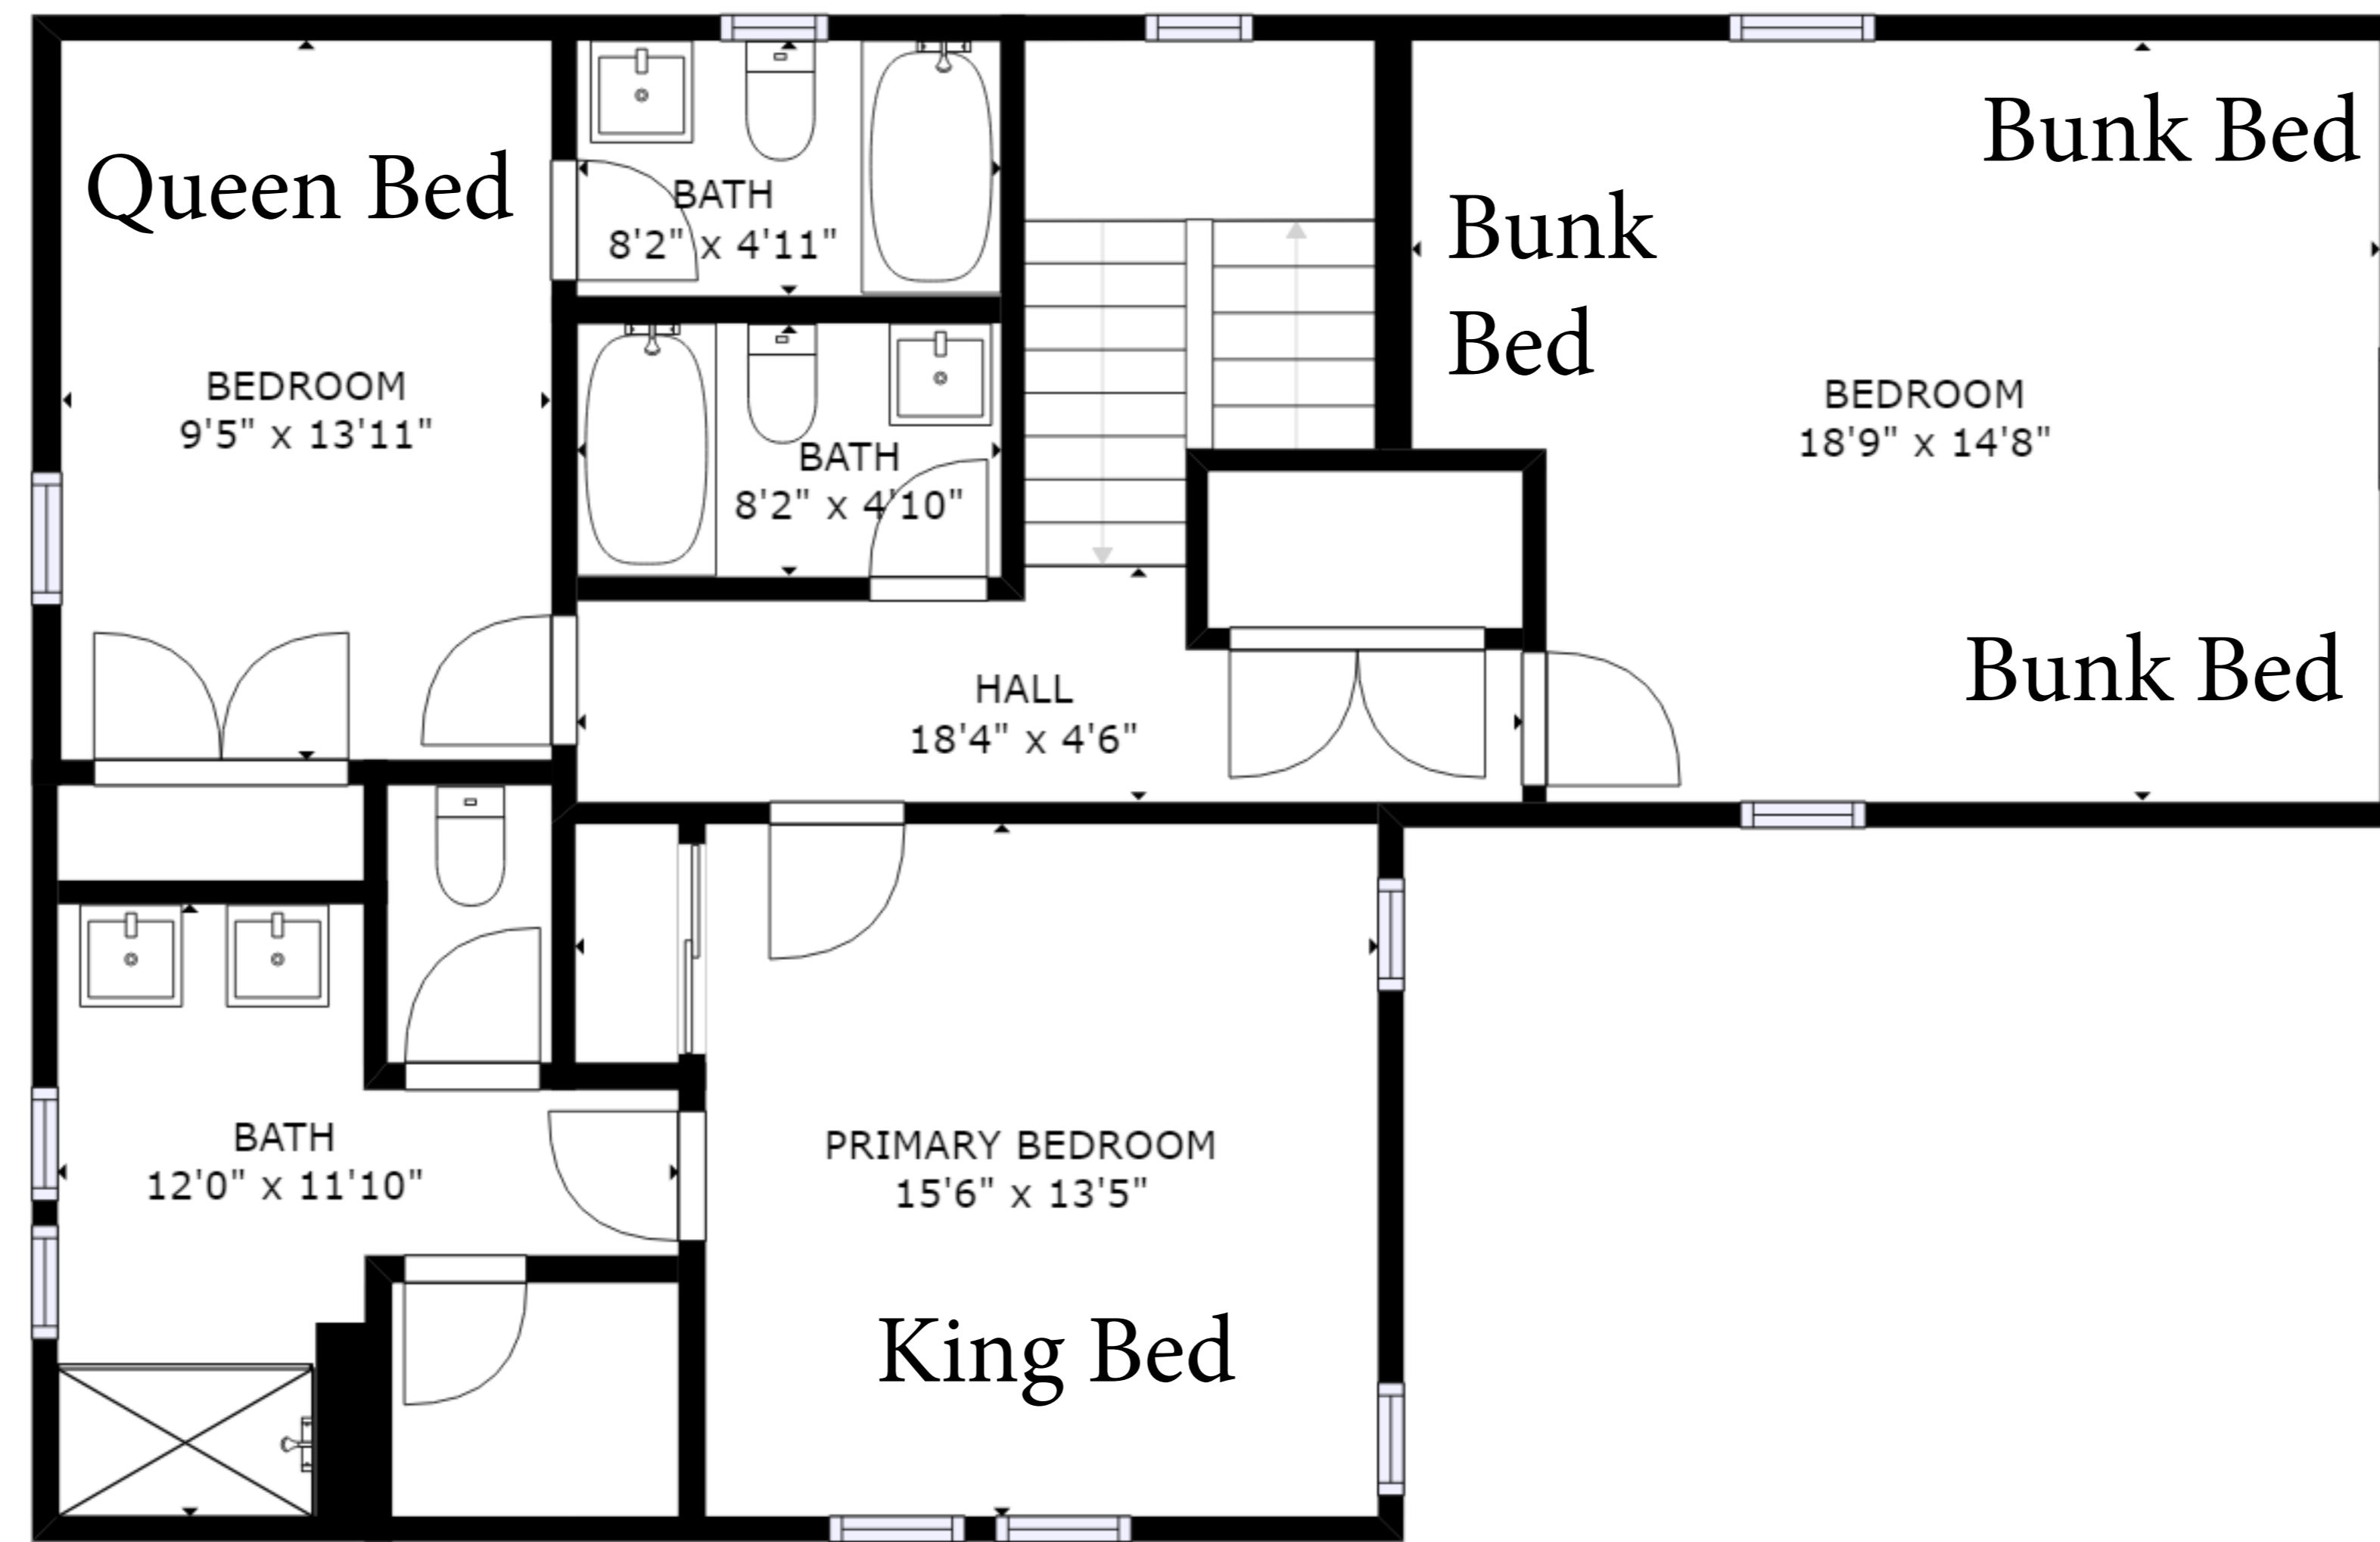 Queen Bed
BEDROOM
9'5" x 13'11"
BATH
8'2" x 4'11"
BATH
8'2" x 4'10"
Bunk
Bed
Bunk Bed
BEDROOM
18'9" x 14'8"
Bunk Bed
HALL
18'4" x 4'6"
BATH
12'0" x 11'10"
PRIMARY BEDROOM
15'6" x 13'5"
King Bed